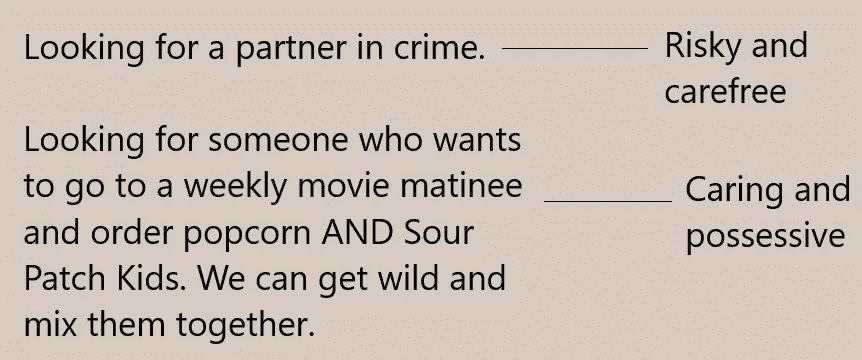 Looking for a partner in crime.
Risky and
carefree
Looking for someone who wants
to go to a weekly movie matinee
and order popcorn AND Sour
Patch Kids. We can get wild and
mix them together.
Caring and
possessive